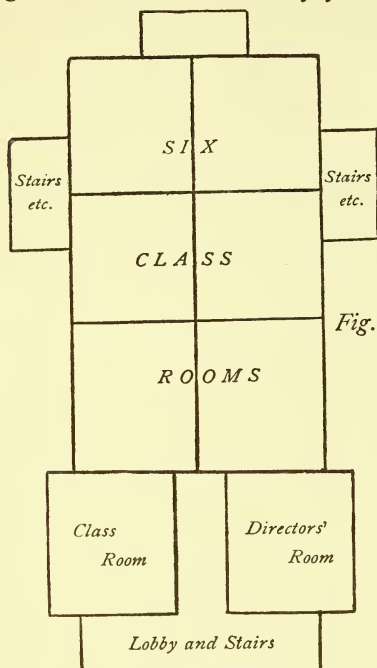 SIX
Stairs
etc.
Stairs
etc.
CLASS
Fig.
ROOMS
Class
Room
Directors'
Room
Lobby and Stairs